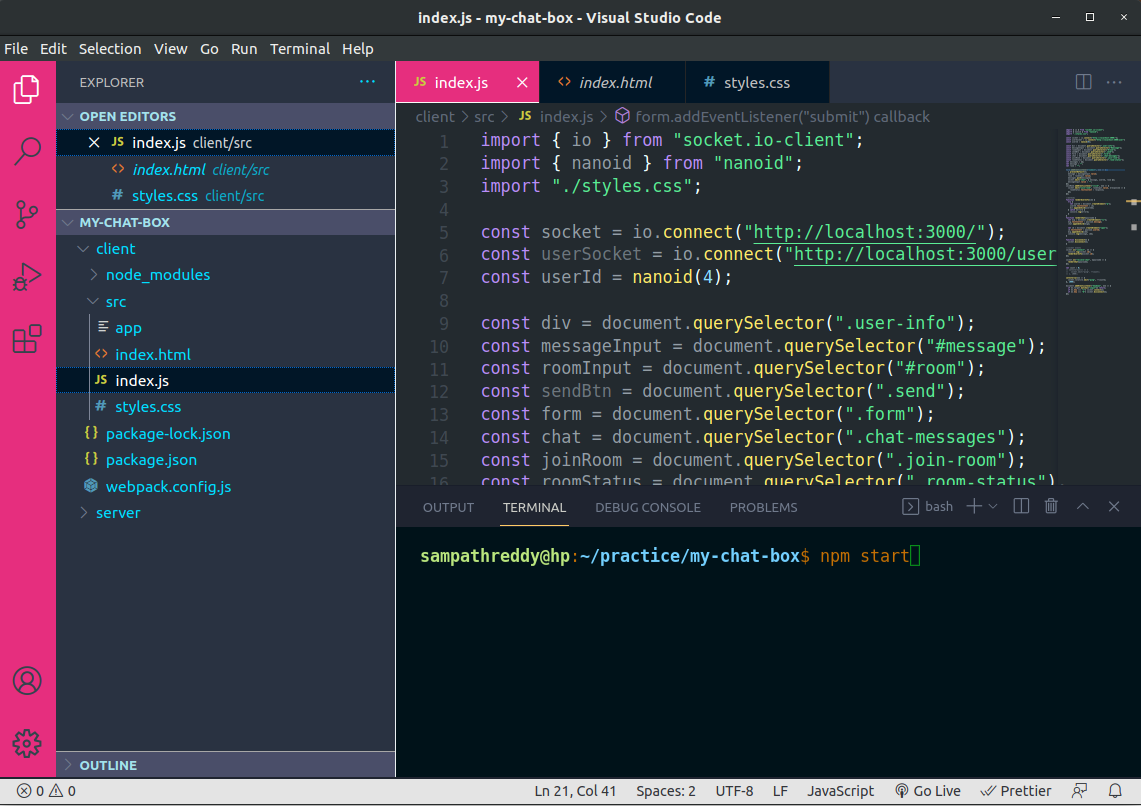 index.js - my-chat-box - Visual Studio Code
File Edit Selection View Go Run Terminal Help
EXPLORER ···
OPEN EDITORS
index.js client/src
index.html client/src
styles.css client/src
MY-CHAT-BOX
client
node_modules
src
app
index.html
index.js
styles.css
package-lock.json
package.json
webpack.config.js
server
OUTLINE
JS index.js <> index.html # styles.css
client > src > JS index.js > form.addEventListener("submit") callback
1 import { io } from "socket.io-client";
2 import { nanoid } from "nanoid";
3 import "./styles.css";
4
5 const socket = io.connect("http://localhost:3000/");
6 const userSocket = io.connect("http://localhost:3000/user
7 const userId = nanoid(4);
8
9 const div = document.querySelector(".user-info");
10 const messageInput = document.querySelector("#message");
11 const roomInput = document.querySelector("#room");
12 const sendBtn = document.querySelector(".send");
13 const form = document.querySelector(".form");
14 const chat = document.querySelector(".chat-messages");
15 const joinRoom = document.querySelector(".join-room");
16 const roomStatus = document.querySelector(".room-status")
OUTPUT TERMINAL DEBUG CONSOLE PROBLEMS bash
sampathreddy@hp:~/practice/my-chat-box$ npm start
0 0 Ln 21, Col 41 Spaces: 2 UTF-8 LF JavaScript Go Live Prettier